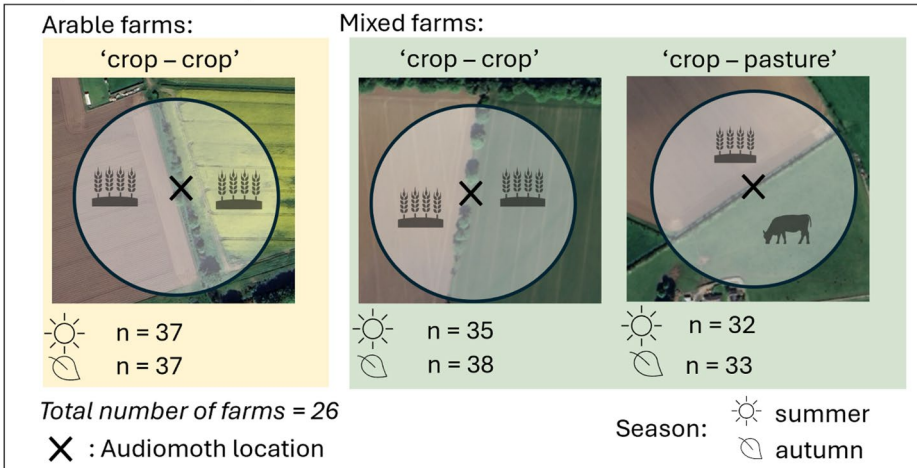 Arable farms:
Mixed farms:
‘crop – crop’
‘crop – crop’
‘crop – pasture’
n = 37
n = 37
n = 35
n = 38
n = 32
n = 33
Total number of farms = 26
X : Audiomoth location
Season:
summer
autumn